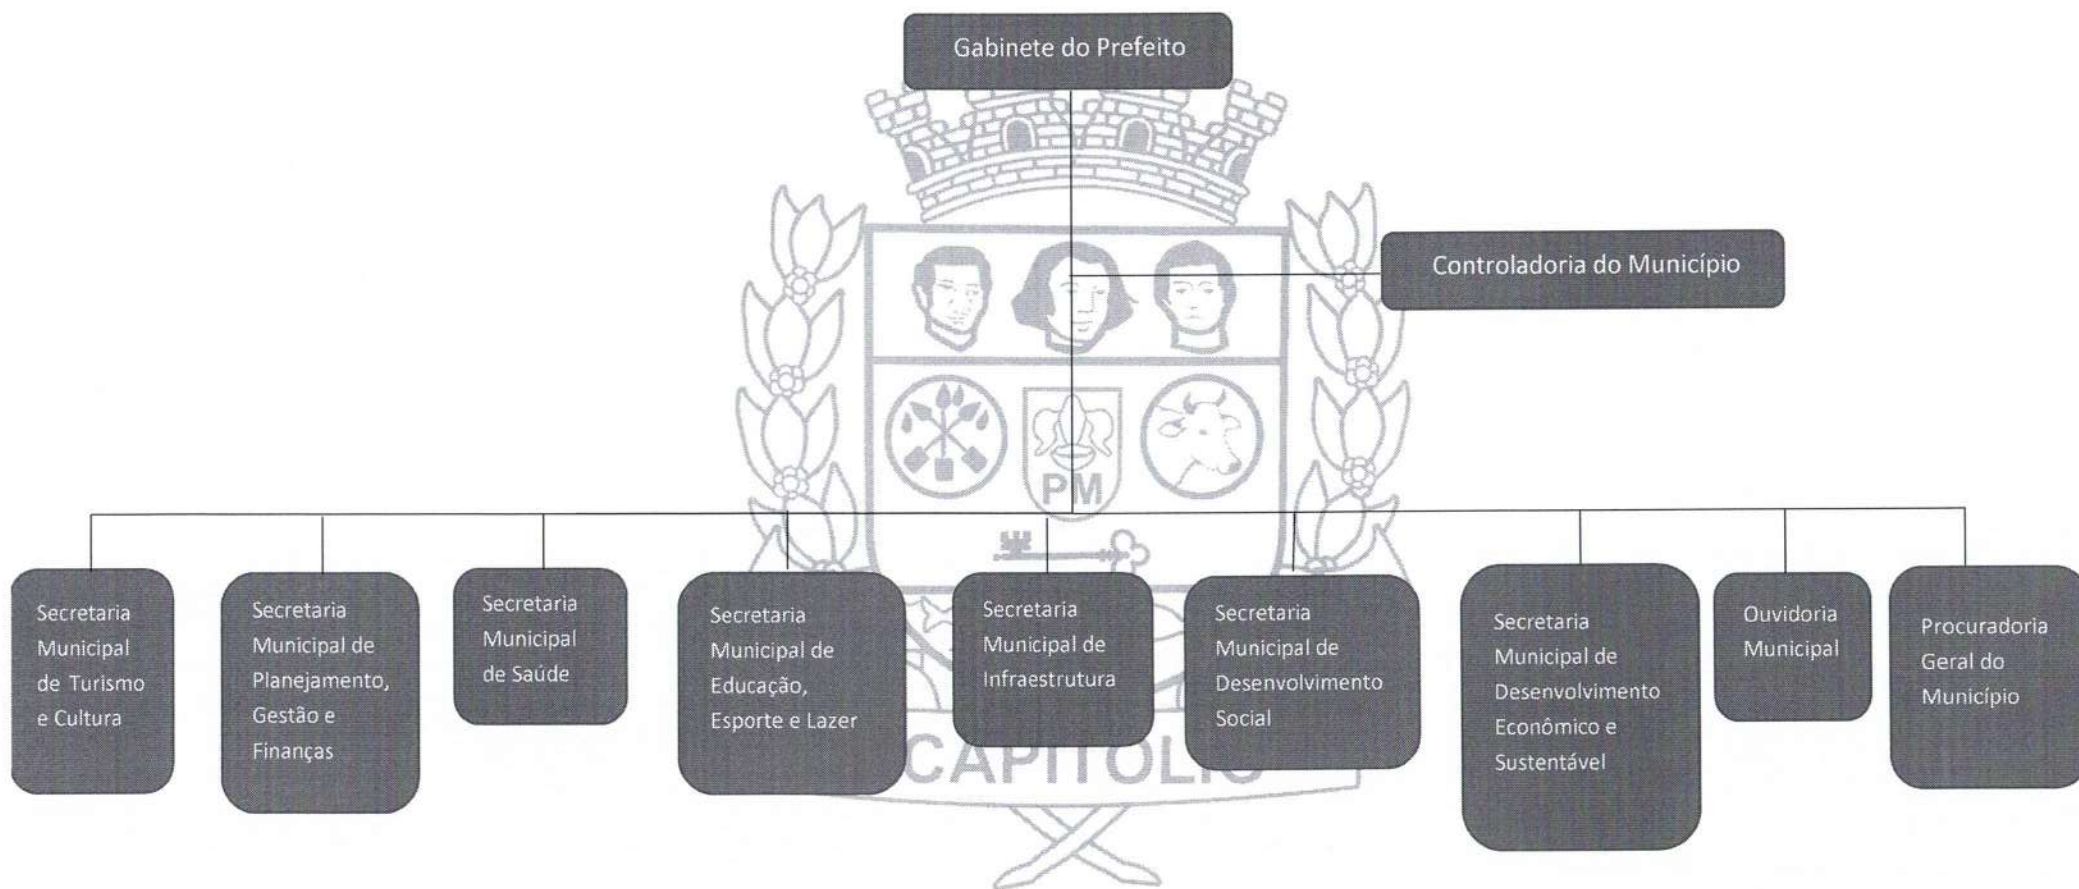 Gabinete do Prefeito
Controladoria do Município
PM
Secretaria
Municipal
de Turismo
e Cultura
Secretaria
Municipal de
Planejamento,
Gestão e
Finanças
Secretaria
Municipal
de Saúde
Secretaria
Municipal de
Educação,
Esporte e Lazer
Secretaria
Municipal de
Infraestrutura
Secretaria
Municipal de
Desenvolvimento
Social
Secretaria
Municipal de
Desenvolvimento
Econômico e
Sustentável
Ouvidoria
Municipal
Procuradoria
Geral do
Município
CAPITOLIO